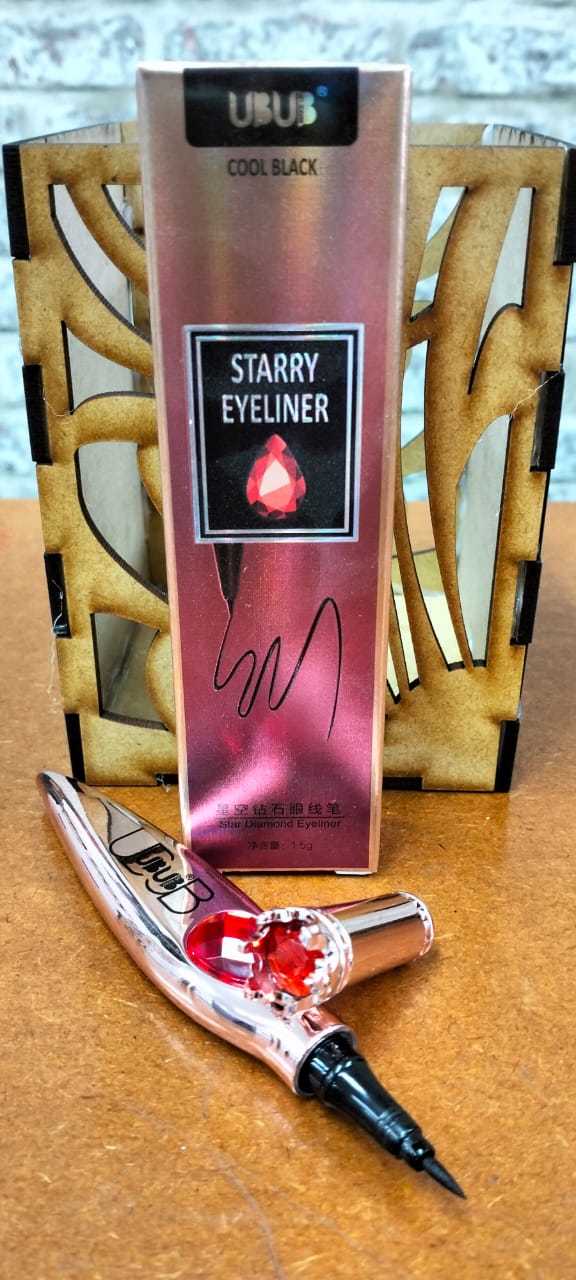 UBUB®
COOL BLACK
STARRY
EYELINER
星空钻石眼线笔
Star Diamond Eyeliner
净含量: 1.5g
UBUB®